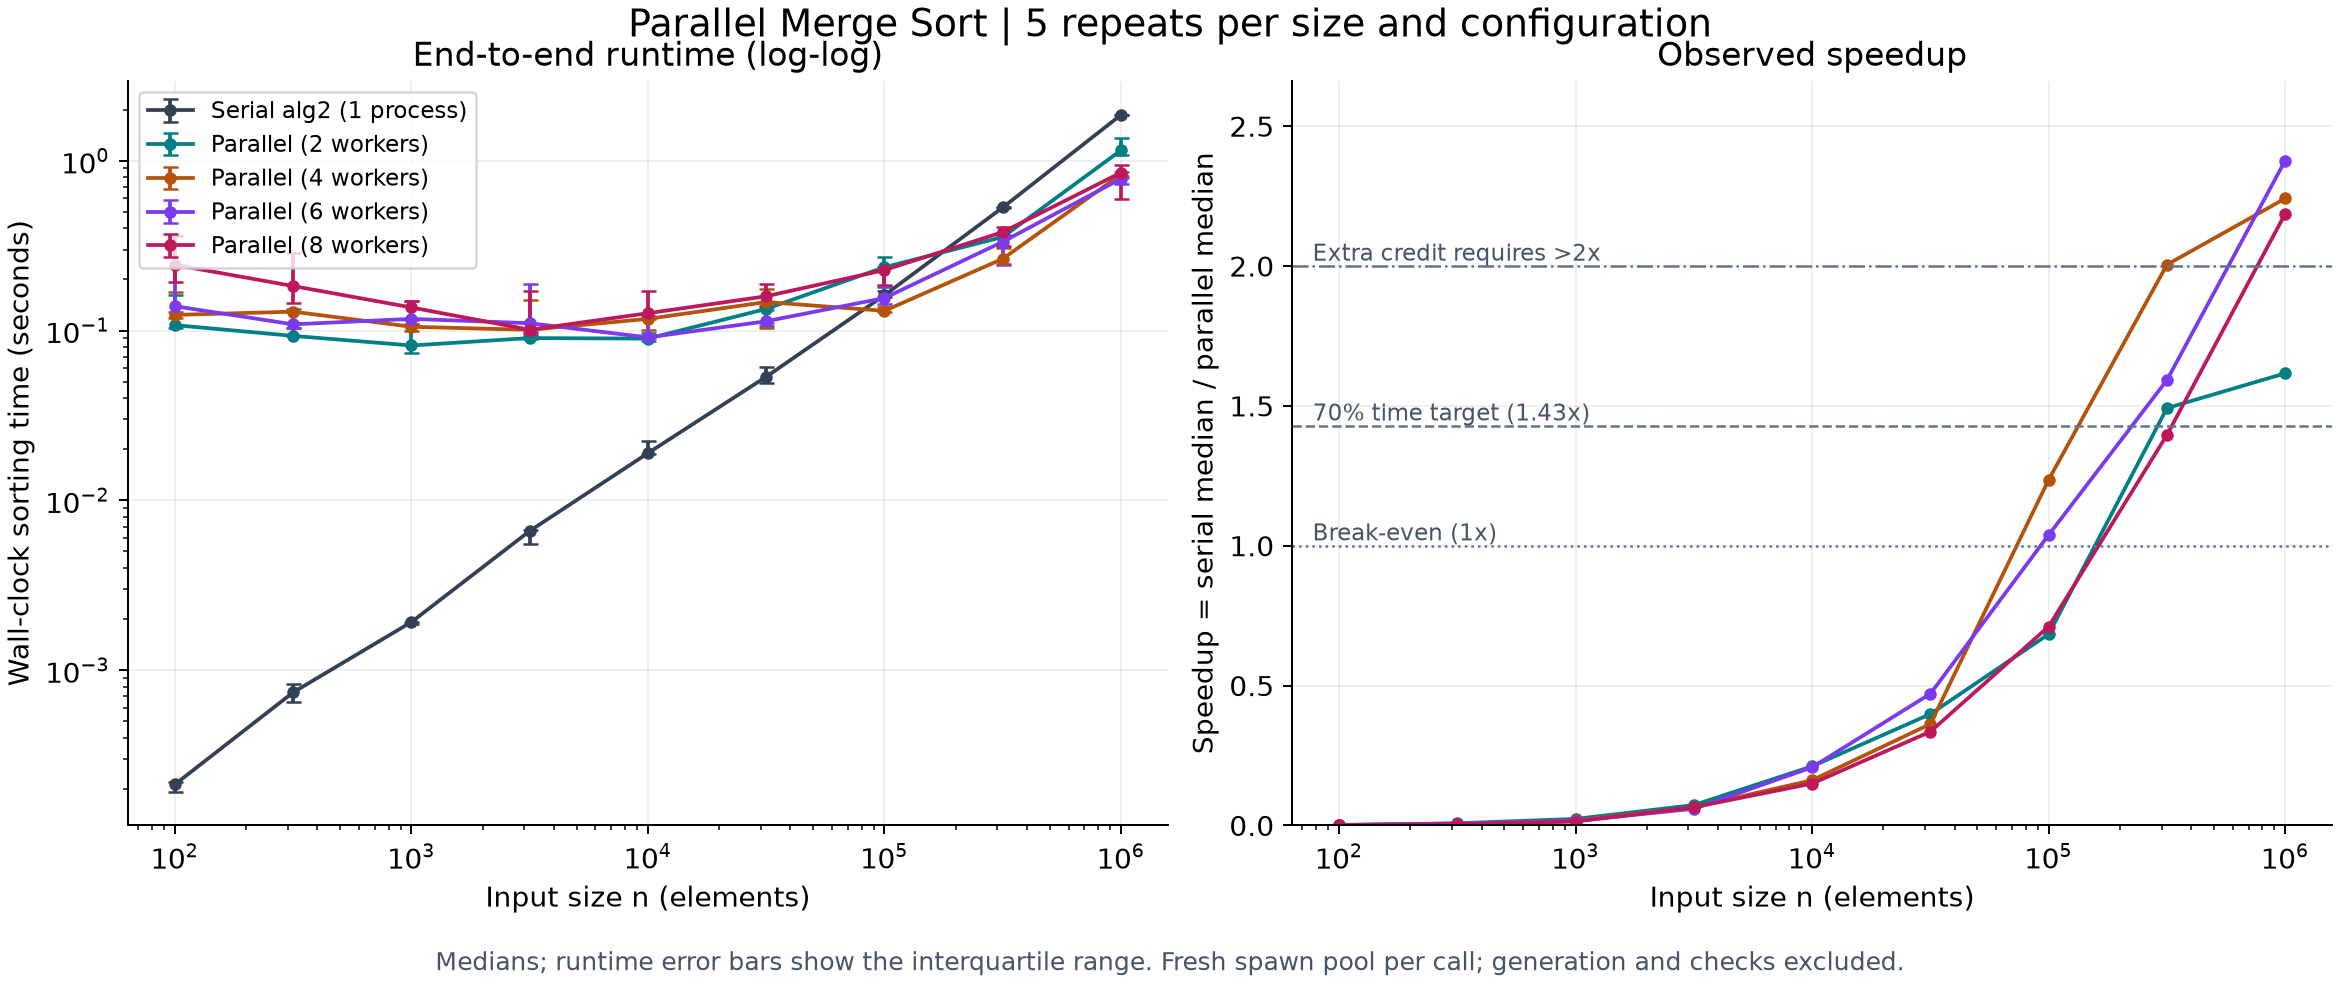 Parallel Merge Sort | 5 repeats per size and configuration
End-to-end runtime (log-log)
Wall-clock sorting time (seconds)
Serial alg2 (1 process)
Parallel (2 workers)
Parallel (4 workers)
Parallel (6 workers)
Parallel (8 workers)
10⁰
10⁻¹
10⁻²
10⁻³
10² 10³ 10⁴ 10⁵ 10⁶
Input size n (elements)
Observed speedup
Speedup = serial median / parallel median
2.5
2.0
1.5
1.0
0.5
0.0
Extra credit requires >2x
70% time target (1.43x)
Break-even (1x)
10² 10³ 10⁴ 10⁵ 10⁶
Input size n (elements)
Medians; runtime error bars show the interquartile range. Fresh spawn pool per call; generation and checks excluded.